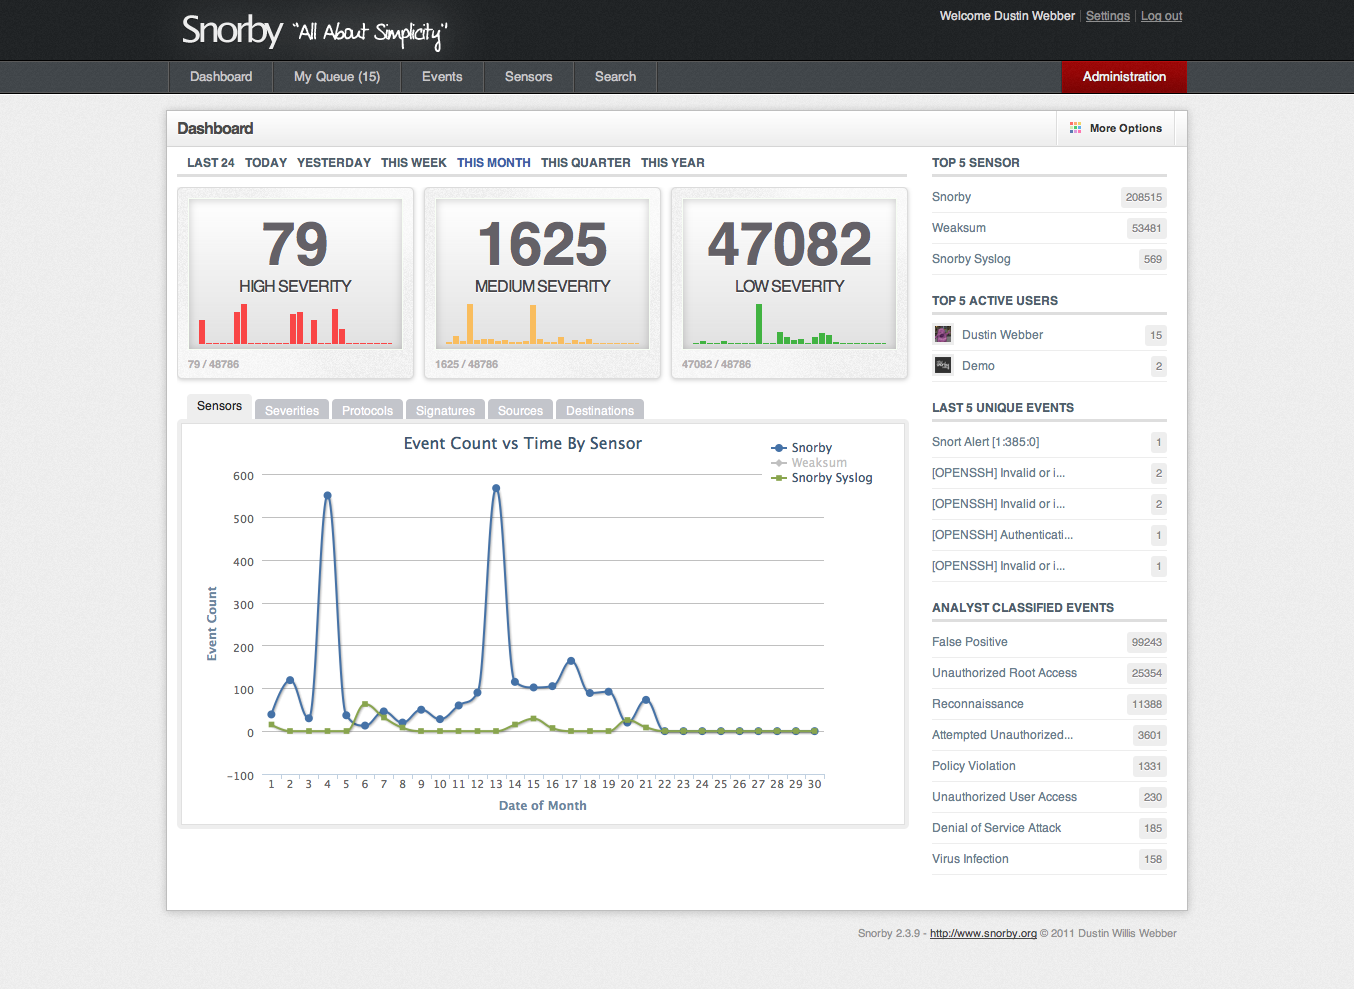 Snorby "All About Simplicity"
Welcome Dustin Webber | Settings | Log out
Dashboard
My Queue (15)
Events
Sensors
Search
Administration
Dashboard
More Options
LAST 24 TODAY YESTERDAY THIS WEEK THIS MONTH THIS QUARTER THIS YEAR
79
HIGH SEVERITY
79 / 48786
1625
MEDIUM SEVERITY
1625 / 48786
47082
LOW SEVERITY
47082 / 48786
Sensors Severities Protocols Signatures Sources Destinations
Event Count vs Time By Sensor
Snorby
Weaksum
Snorby Syslog
Event Count
600
500
400
300
200
100
0
-100
1 2 3 4 5 6 7 8 9 10 11 12 13 14 15 16 17 18 19 20 21 22 23 24 25 26 27 28 29 30
Date of Month
TOP 5 SENSOR
Snorby 208515
Weaksum 53481
Snorby Syslog 569
TOP 5 ACTIVE USERS
Dustin Webber 15
Demo 2
LAST 5 UNIQUE EVENTS
Snort Alert [1:385:0] 1
[OPENSSH] Invalid or i... 2
[OPENSSH] Invalid or i... 2
[OPENSSH] Authenticati... 1
[OPENSSH] Invalid or i... 1
ANALYST CLASSIFIED EVENTS
False Positive 99243
Unauthorized Root Access 25354
Reconnaissance 11388
Attempted Unauthorized... 3601
Policy Violation 1331
Unauthorized User Access 230
Denial of Service Attack 185
Virus Infection 158
Snorby 2.3.9 - http://www.snorby.org © 2011 Dustin Willis Webber